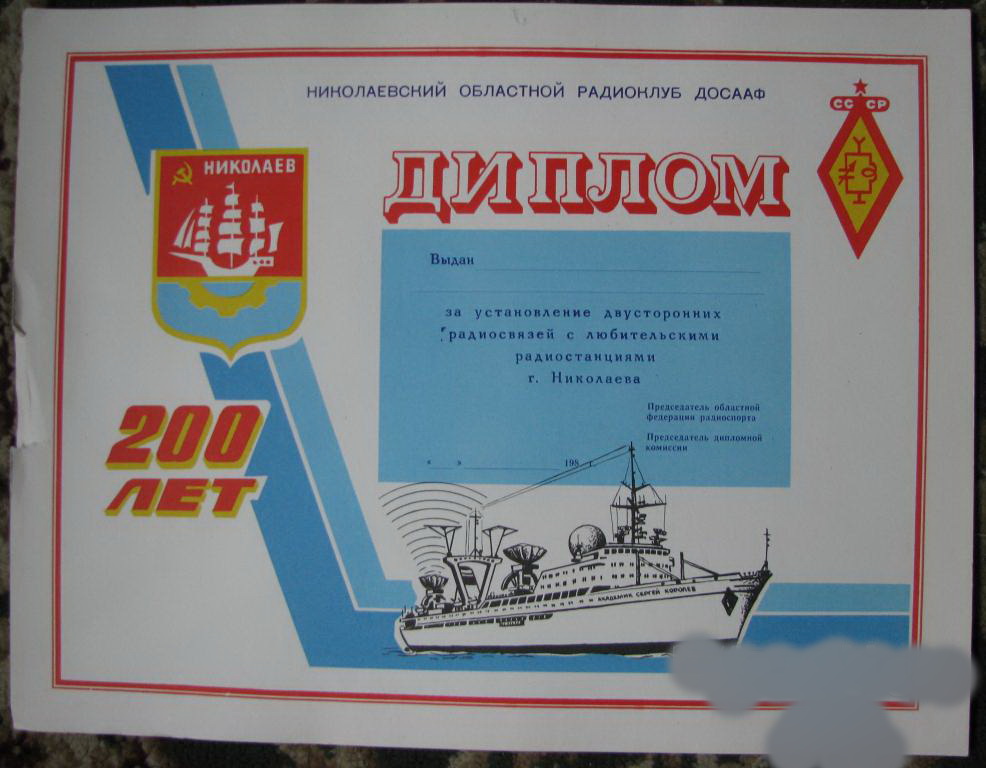 НИКОЛАЕВСКИЙ ОБЛАСТНОЙ РАДИОКЛУБ ДОСААФ
СССР
НИКОЛАЕВ
ДИПЛОМ
Выдан
за установление двусторонних
радиосвязей с любительскими
радиостанциями
г. Николаева
200
ЛЕТ
Председатель областной
федерации радиоспорта
Председатель дипломной
комиссии
« » 198 г.
АКАДЕМИК СЕРГЕЙ КОРОЛЕВ